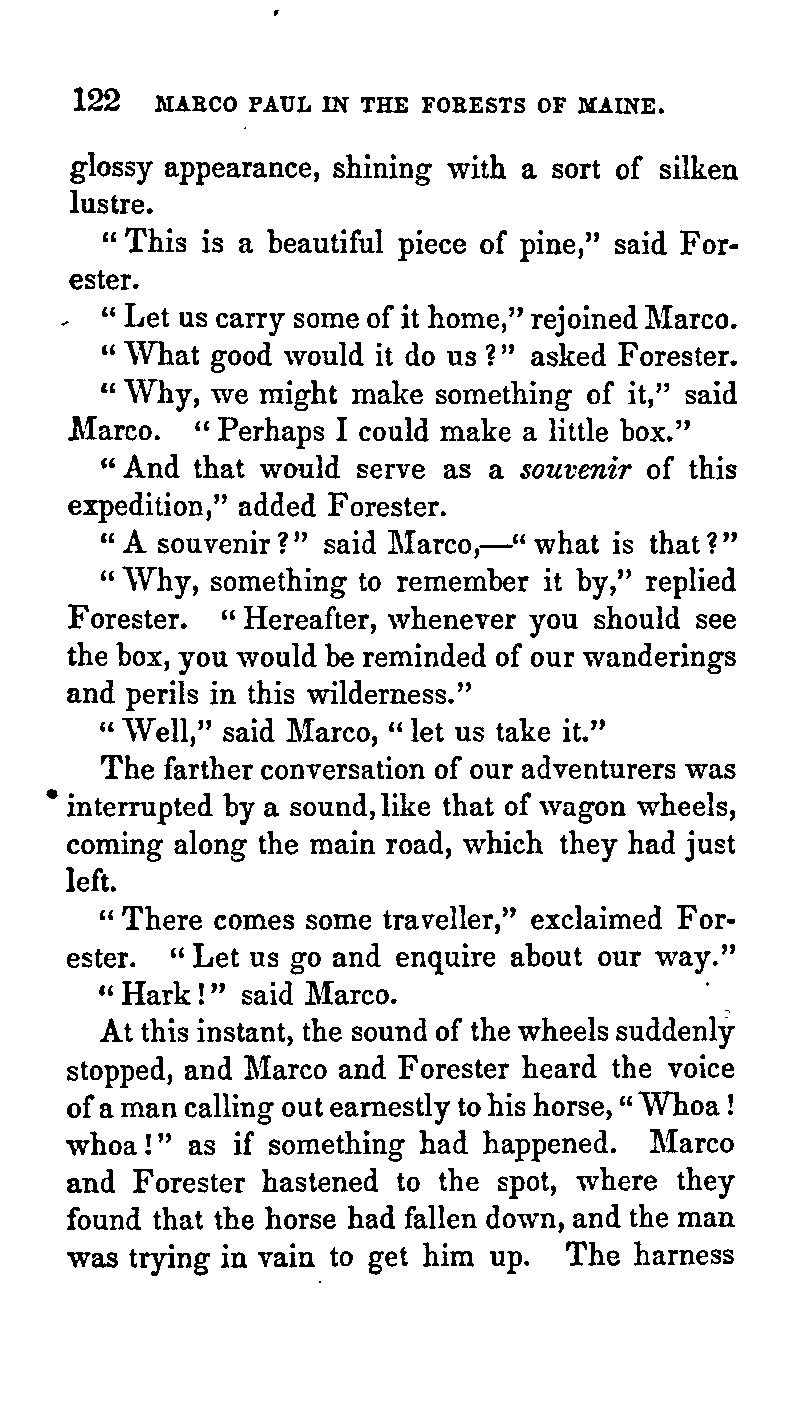 122 MARCO PAUL IN THE FORESTS OF MAINE.
glossy appearance, shining with a sort of silken
lustre.
“ This is a beautiful piece of pine,” said For-
ester.
“ Let us carry some of it home,” rejoined Marco.
“ What good would it do us ?” asked Forester.
“ Why, we might make something of it,” said
Marco. “ Perhaps I could make a little box.”
“ And that would serve as a souvenir of this
expedition,” added Forester.
“ A souvenir ?” said Marco,—“ what is that ?”
“ Why, something to remember it by,” replied
Forester. “ Hereafter, whenever you should see
the box, you would be reminded of our wanderings
and perils in this wilderness.”
“ Well,” said Marco, “ let us take it.”
The farther conversation of our adventurers was
interrupted by a sound, like that of wagon wheels,
coming along the main road, which they had just
left.
“ There comes some traveller,” exclaimed For-
ester. “ Let us go and enquire about our way.”
“ Hark !” said Marco.
At this instant, the sound of the wheels suddenly
stopped, and Marco and Forester heard the voice
of a man calling out earnestly to his horse, “ Whoa !
whoa !” as if something had happened. Marco
and Forester hastened to the spot, where they
found that the horse had fallen down, and the man
was trying in vain to get him up. The harness